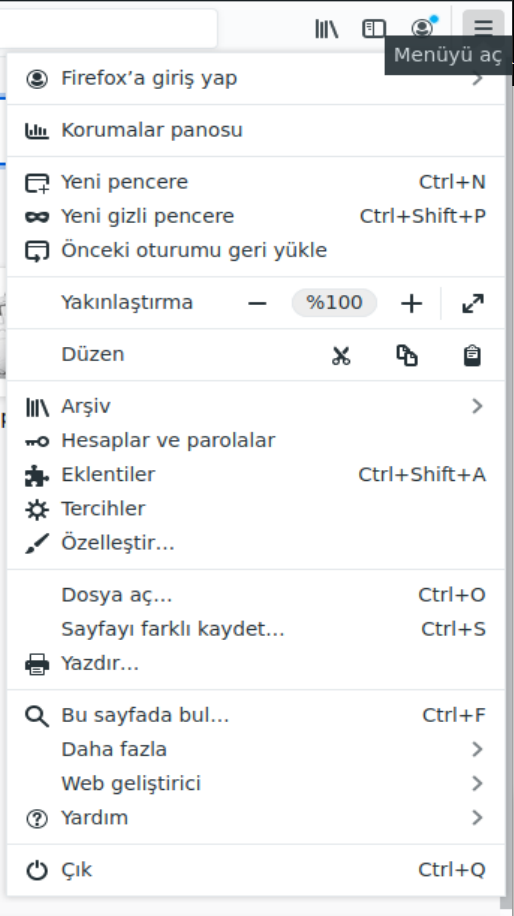 Menüyü aç
Firefox’a giriş yap
Korumalar panosu
Yeni pencere Ctrl+N
Yeni gizli pencere Ctrl+Shift+P
Önceki oturumu geri yükle
Yakınlaştırma %100
Düzen
Arşiv
Hesaplar ve parolalar
Eklentiler Ctrl+Shift+A
Tercihler
Özelleştir…
Dosya aç… Ctrl+O
Sayfayı farklı kaydet… Ctrl+S
Yazdır…
Bu sayfada bul… Ctrl+F
Daha fazla
Web geliştirici
Yardım
Çık Ctrl+Q